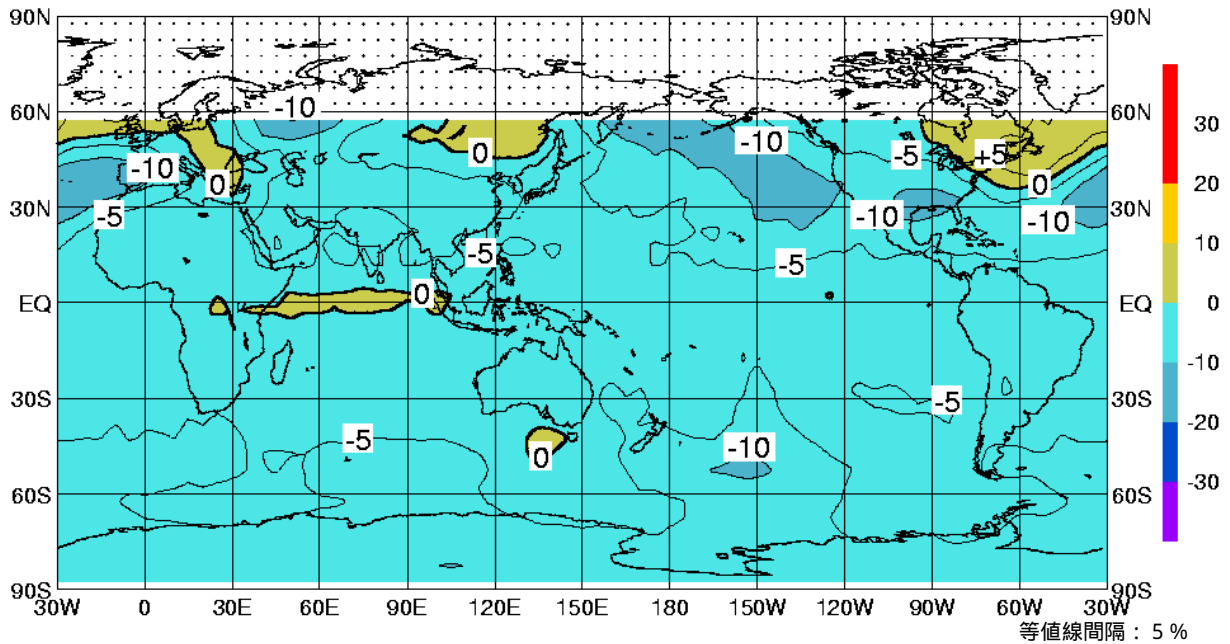 90N 90N
60N 60N
-10
0 +5
-10 -5
-10 0 0
-5 -10 -10
30N 30N
30
20
10
0
-10
-20
-30
-5 -5
0
EQ EQ
30S 30S
-5
-5
0 -10
60S 60S
90S 90S
30W 0 30E 60E 90E 120E 150E 180 150W 120W 90W 60W 30W
等値線間隔： 5 %